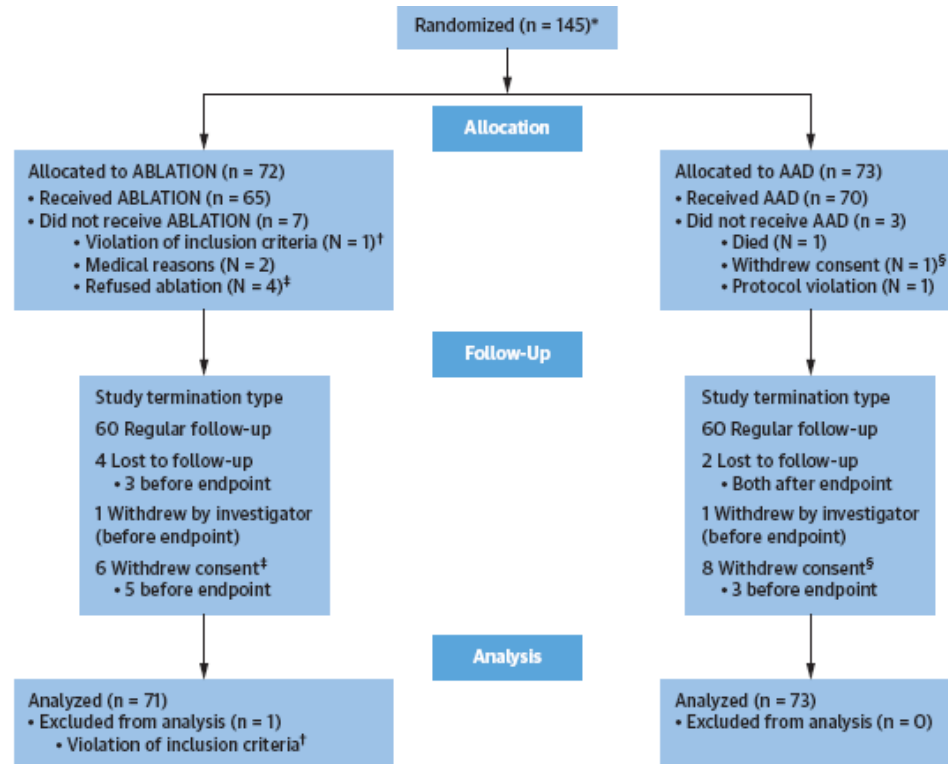 Randomized (n = 145)*
Allocation
Allocated to ABLATION (n = 72)
• Received ABLATION (n = 65)
• Did not receive ABLATION (n = 7)
• Violation of inclusion criteria (N = 1)†
• Medical reasons (N = 2)
• Refused ablation (N = 4)‡
Allocated to AAD (n = 73)
• Received AAD (n = 70)
• Did not receive AAD (n = 3)
• Died (N = 1)
• Withdrew consent (N = 1)§
• Protocol violation (N = 1)
Follow-Up
Study termination type
60 Regular follow-up
4 Lost to follow-up
• 3 before endpoint
1 Withdrew by investigator
(before endpoint)
6 Withdrew consent‡
• 5 before endpoint
Study termination type
60 Regular follow-up
2 Lost to follow-up
• Both after endpoint
1 Withdrew by investigator
(before endpoint)
8 Withdrew consent§
• 3 before endpoint
Analysis
Analyzed (n = 71)
• Excluded from analysis (n = 1)
• Violation of inclusion criteria†
Analyzed (n = 73)
• Excluded from analysis (n = 0)